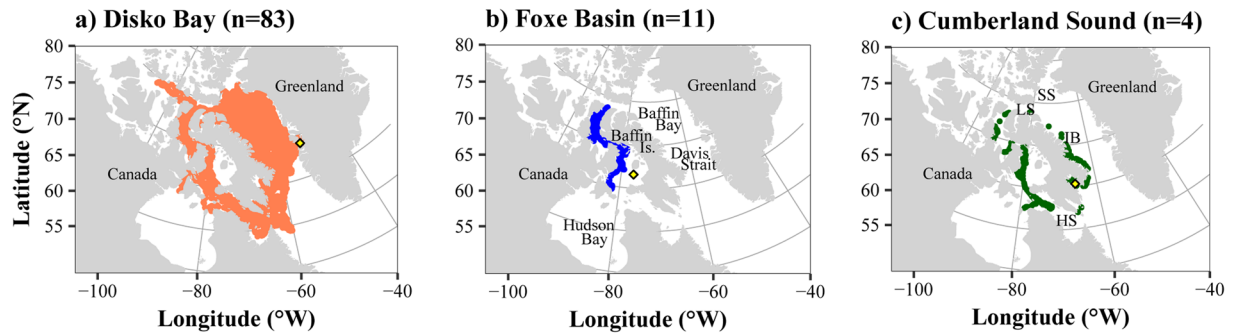 a) Disko Bay (n=83)
80
75
70
65
60
55
Latitude (°N)
Greenland
Canada
−100
−80
−60
−40
Longitude (°W)
b) Foxe Basin (n=11)
80
75
70
65
60
55
Greenland
Baffin
Bay
Baffin
Is.
Davis
Strait
Canada
Hudson
Bay
−100
−80
−60
−40
Longitude (°W)
c) Cumberland Sound (n=4)
80
75
70
65
60
55
Greenland
SS
LS
IB
Canada
HS
−100
−80
−60
−40
Longitude (°W)